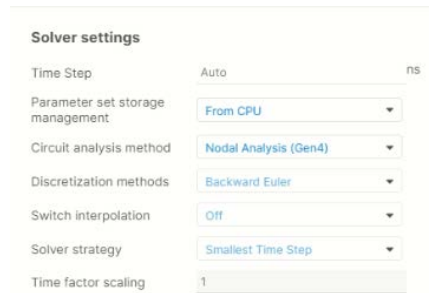 Solver settings
Time Step Auto ns
Parameter set storage
management From CPU
Circuit analysis method Nodal Analysis (Gen4)
Discretization methods Backward Euler
Switch interpolation Off
Solver strategy Smallest Time Step
Time factor scaling 1